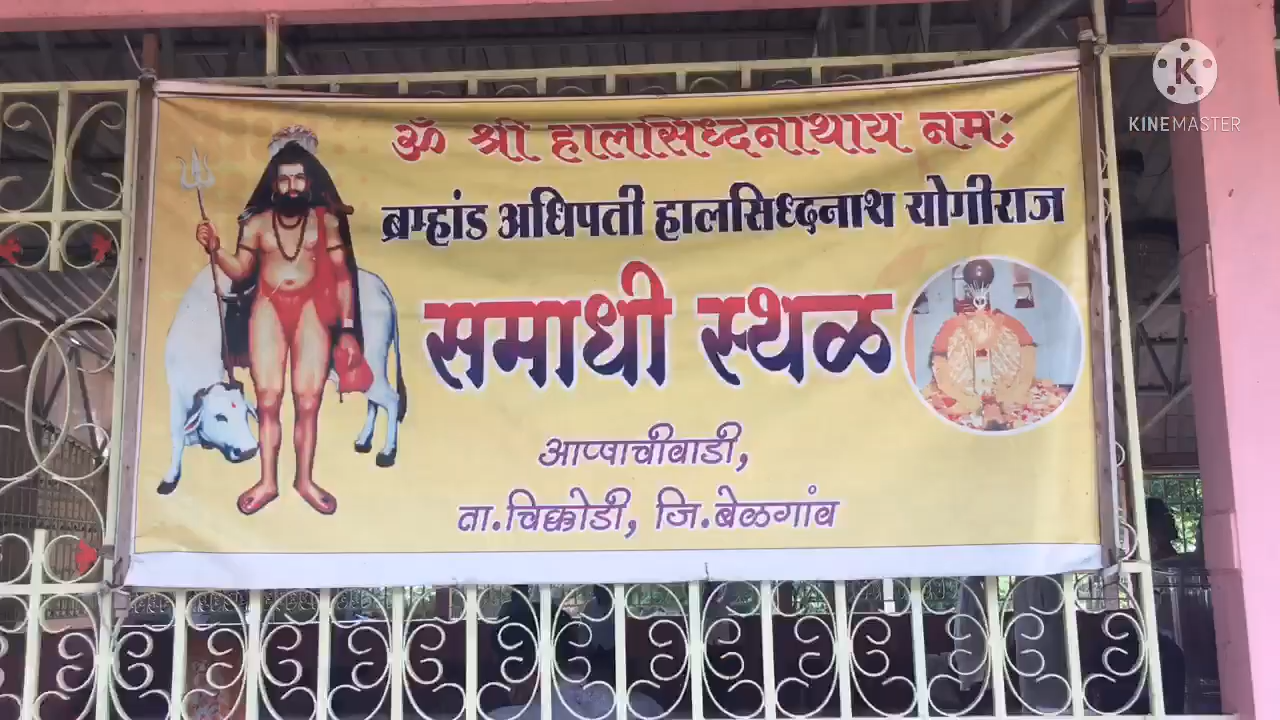 ॐ श्री हालसिध्दनाथाय नमः
ब्रम्हांड अधिपती हालसिध्दनाथ योगीराज
समाधी स्थळ
आप्पाचीवाडी,
ता.चिक्कोडी, जि.बेळगांव
K
KINEMASTER